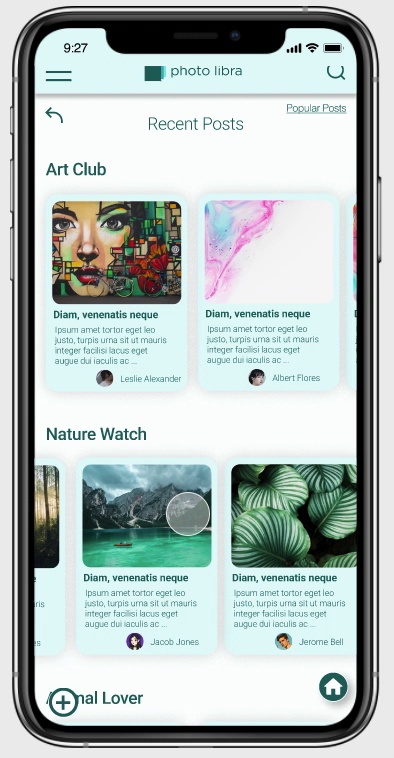 9:27
photo libra
Popular Posts
Recent Posts
Art Club
Diam, venenatis neque
Ipsum amet tortor eget leo
justo, turpis urna sit ut mauris
integer facilisi lacus eget
augue dui iaculis ac ...
Leslie Alexander
Diam, venenatis neque
Ipsum amet tortor eget leo
justo, turpis urna sit ut mauris
integer facilisi lacus eget
augue dui iaculis ac ...
Albert Flores
Nature Watch
Diam, venenatis neque
Ipsum amet tortor eget leo
justo, turpis urna sit ut mauris
integer facilisi lacus eget
augue dui iaculis ac ...
Jacob Jones
Diam, venenatis neque
Ipsum amet tortor eget leo
justo, turpis urna sit ut mauris
integer facilisi lacus eget
augue dui iaculis ac ...
Jerome Bell
Lover